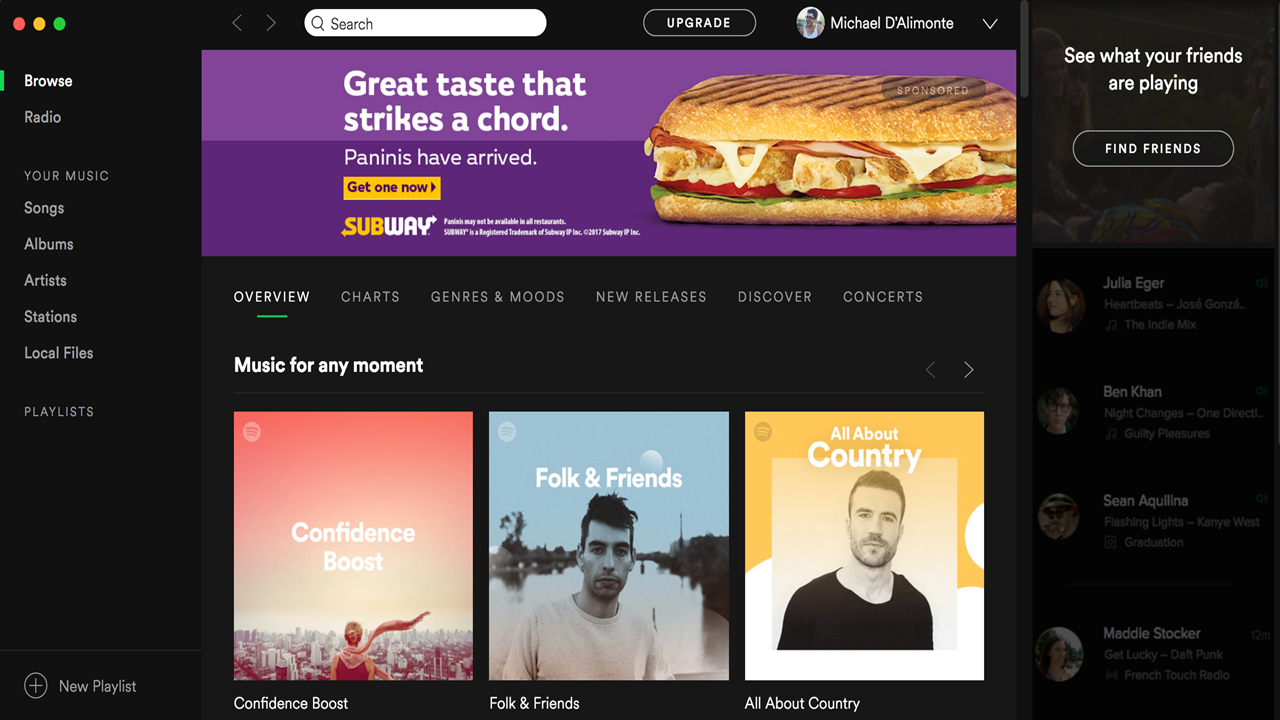 Search
UPGRADE
Michael D'Alimonte
Browse
Radio
YOUR MUSIC
Songs
Albums
Artists
Stations
Local Files
PLAYLISTS
New Playlist
Great taste that
strikes a chord.
Paninis have arrived.
Get one now
SUBWAY
Paninis may not be available in all restaurants.
SUBWAY® is a Registered Trademark of Subway IP Inc. ©2017 Subway IP Inc.
SPONSORED
OVERVIEW CHARTS GENRES & MOODS NEW RELEASES DISCOVER CONCERTS
Music for any moment
Confidence
Boost
Confidence Boost
Folk & Friends
Folk & Friends
All About
Country
All About Country
See what your friends
are playing
FIND FRIENDS
Julia Eger
Heartbeats – José Gonzá..
The Indie Mix
Ben Khan
Night Changes – One Directi..
Guilty Pleasures
Sean Aquilina
Flashing Lights – Kanye West
Graduation
Maddie Stocker 12m
Get Lucky – Daft Punk
French Touch Radio